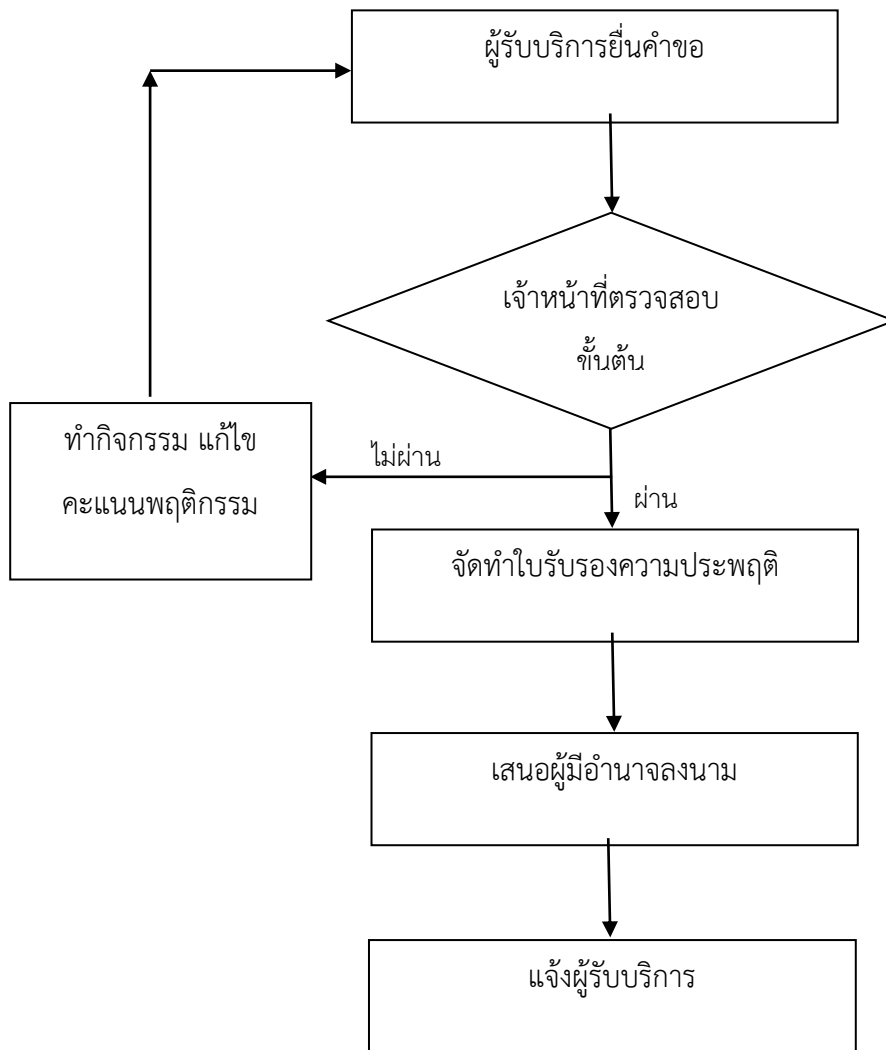 ผู้รับบริการยื่นคำขอ
เจ้าหน้าที่ตรวจสอบ
ขั้นต้น
ทำกิจกรรม แก้ไข
คะแนนพฤติกรรม
ไม่ผ่าน
ผ่าน
จัดทำใบรับรองความประพฤติ
เสนอผู้มีอำนาจลงนาม
แจ้งผู้รับบริการ